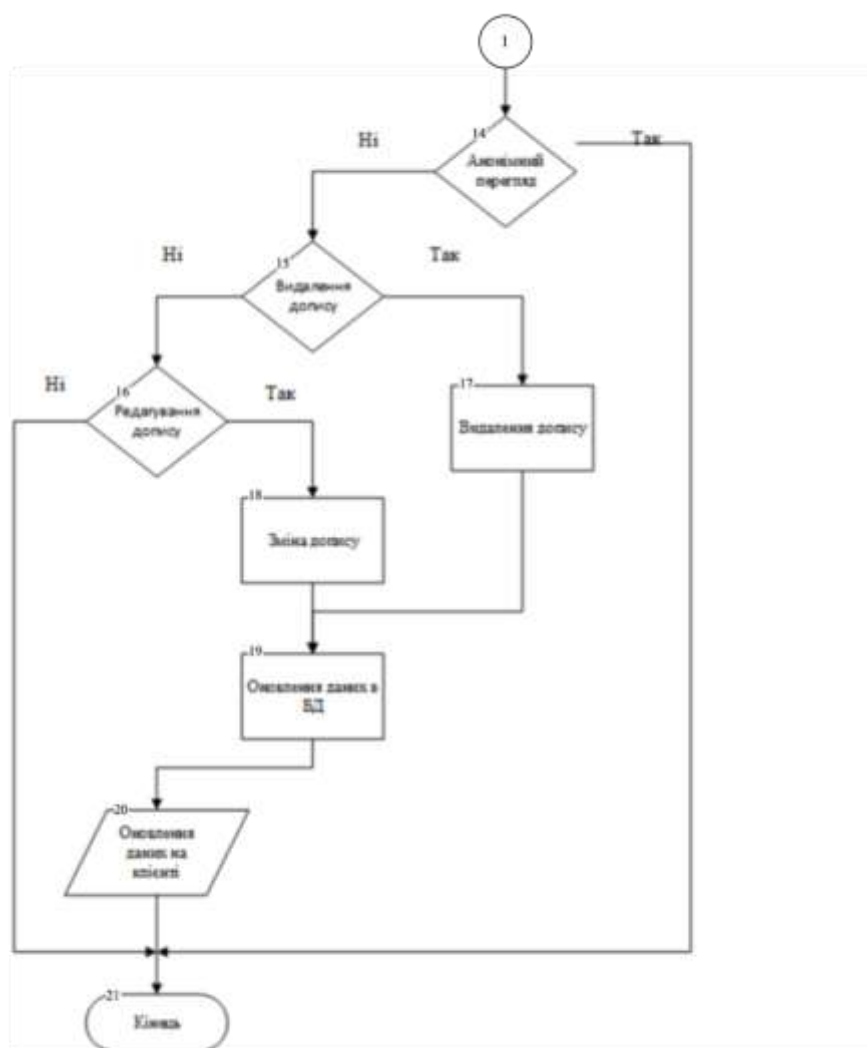 1
14
Ні
Так
Анонімний
перегляд
15
Ні
Так
Видалення
допису
16
Ні
Так
Редагування
допису
17
Видалення допису
18
Зміна допису
19
Оновлення даних в
БД
20
Оновлення
даних на
клієнті
21
Кінець